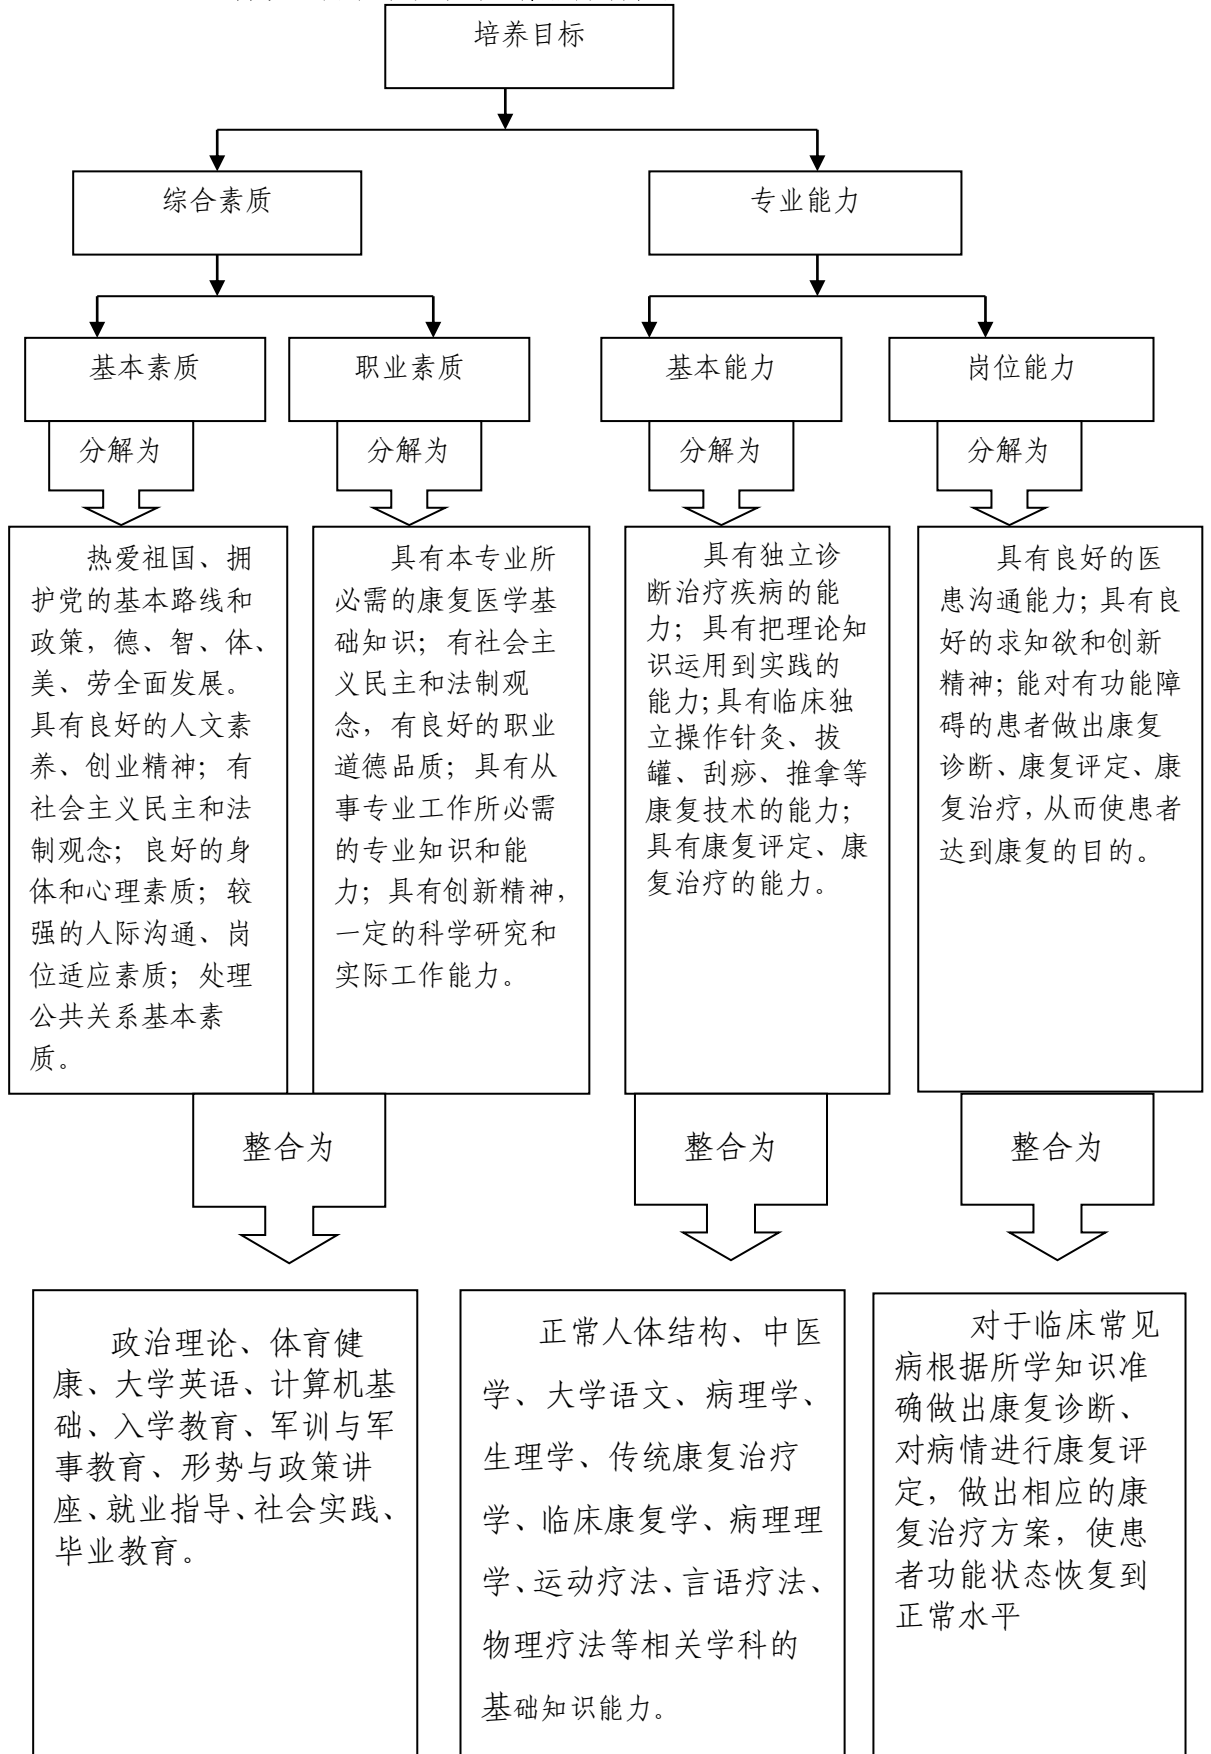 培养目标
综合素质
专业能力
基本素质
职业素质
基本能力
岗位能力
分解为
分解为
分解为
分解为
热爱祖国、拥
护党的基本路线和
政策，德、智、体、
美、劳全面发展。
具有良好的人文素
养、创业精神；有
社会主义民主和法
制观念；良好的身
体和心理素质；较
强的人际沟通、岗
位适应素质；处理
公共关系基本素
质。
具有本专业所
必需的康复医学基
础知识；有社会主
义民主和法制观
念，有良好的职业
道德品质；具有从
事专业工作所必需
的专业知识和能
力；具有创新精神，
一定的科学研究和
实际工作能力。
具有独立诊
断治疗疾病的能
力；具有把理论知
识运用到实践的
能力；具有临床独
立操作针灸、拔
罐、刮痧、推拿等
康复技术的能力；
具有康复评定、康
复治疗的能力。
具有良好的医
患沟通能力；具有良
好的求知欲和创新
精神；能对有功能障
碍的患者做出康复
诊断、康复评定、康
复治疗，从而使患者
达到康复的目的。
整合为
整合为
整合为
政治理论、体育健
康、大学英语、计算机基
础、入学教育、军训与军
事教育、形势与政策讲
座、就业指导、社会实践、
毕业教育。
正常人体结构、中医
学、大学语文、病理学、
生理学、传统康复治疗
学、临床康复学、病理理
学、运动疗法、言语疗法、
物理疗法等相关学科的
基础知识能力。
对于临床常见
病根据所学知识准
确做出康复诊断、
对病情进行康复评
定，做出相应的康
复治疗方案，使患
者功能状态恢复到
正常水平